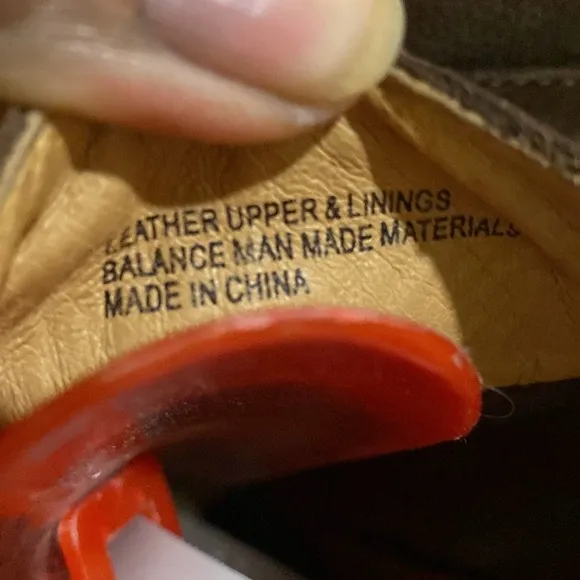 LEATHER UPPER & LININGS
BALANCE MAN MADE MATERIALS
MADE IN CHINA